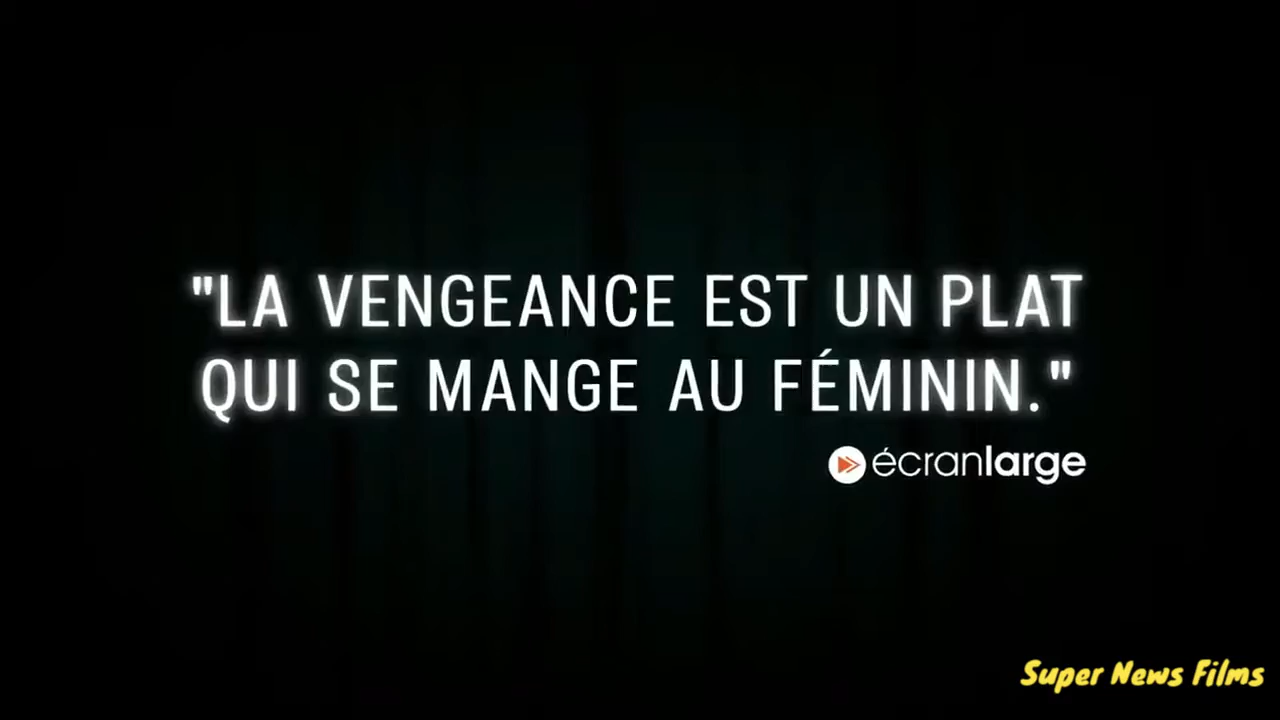 "LA VENGEANCE EST UN PLAT
QUI SE MANGE AU FÉMININ."
écranlarge
Super News Films